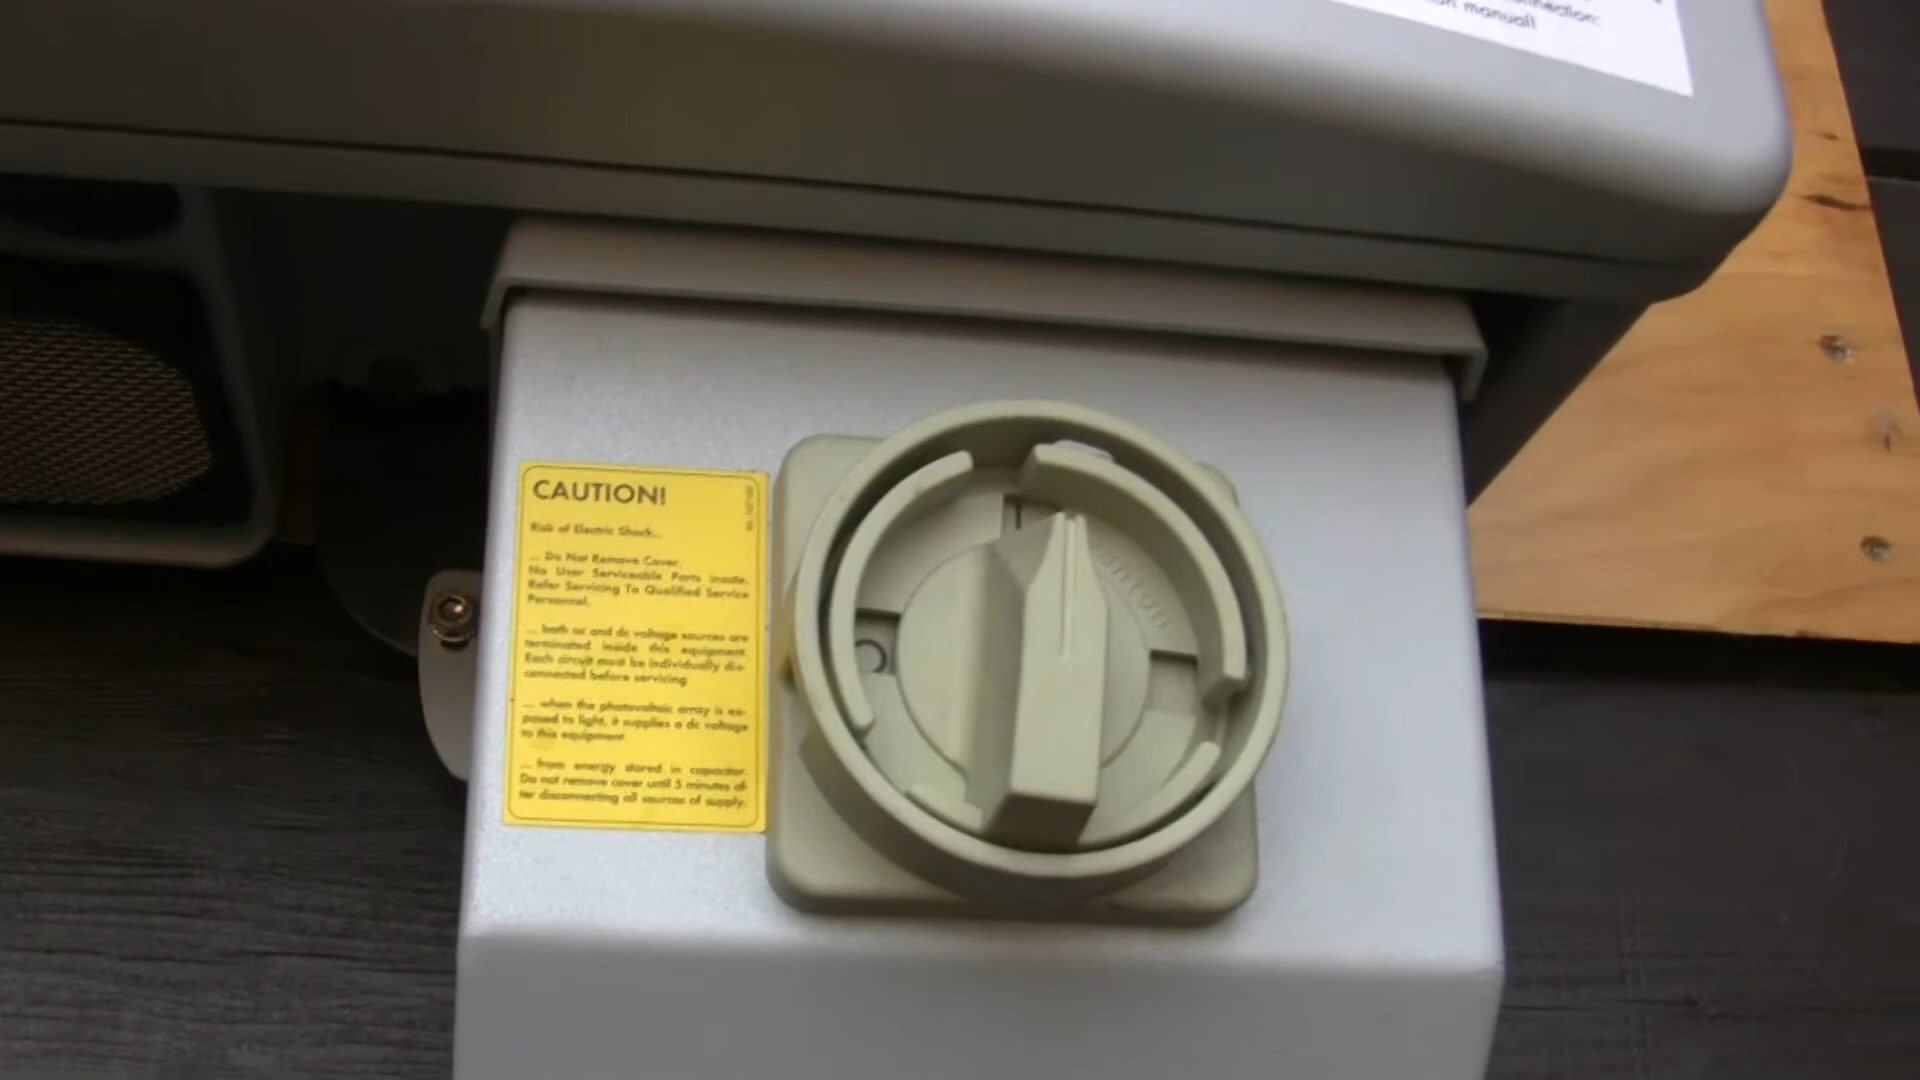 nnection:
on manual!
CAUTION!
Risk of Electric Shock...
... Do Not Remove Cover.
No User Serviceable Parts inside.
Refer Servicing To Qualified Service
Personnel.
... both ac and dc voltage sources are
terminated inside this equipment.
Each circuit must be individually dis-
connected before servicing
... when the photovoltaic array is ex-
posed to light, it supplies a dc voltage
to this equipment
... from energy stored in capacitor.
Do not remove cover until 5 minutes af-
ter disconnecting all sources of supply.
I
O